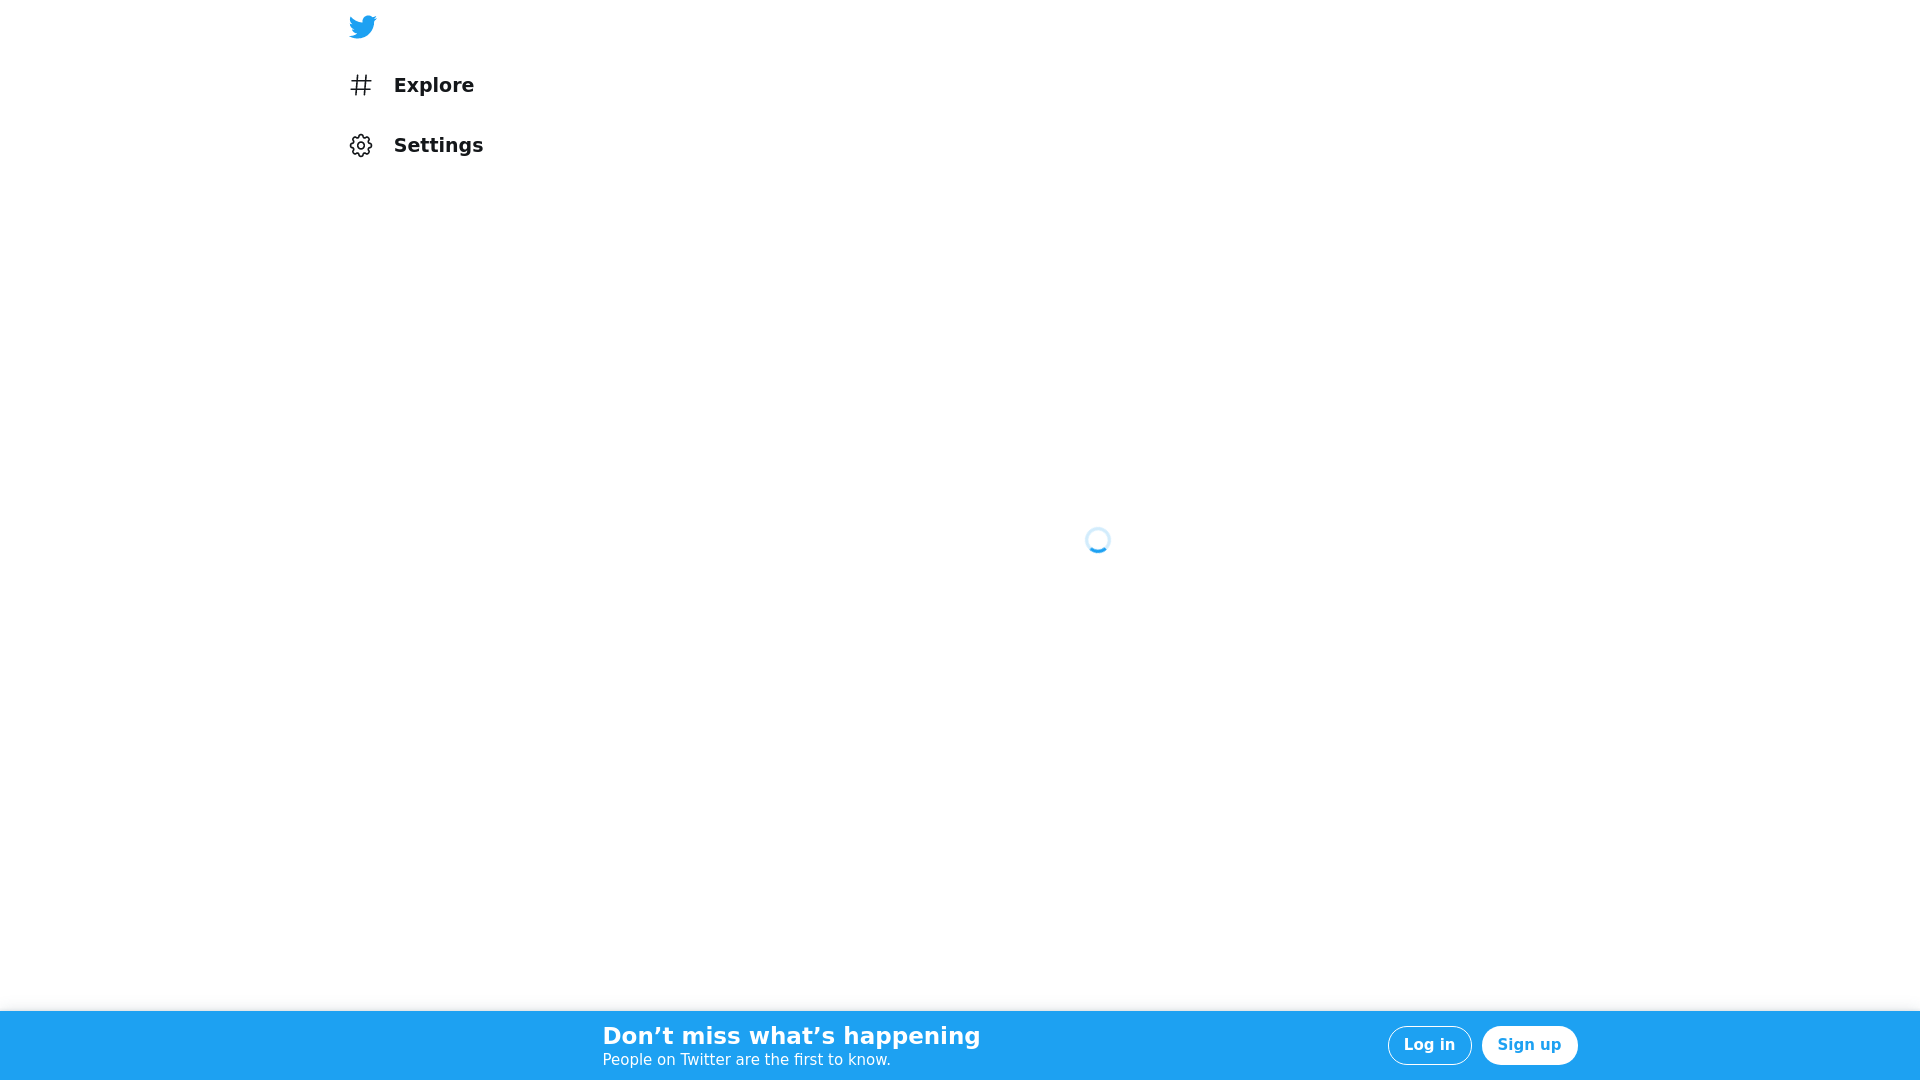 Explore
Settings
Don’t miss what’s happening
People on Twitter are the first to know.
Log in
Sign up